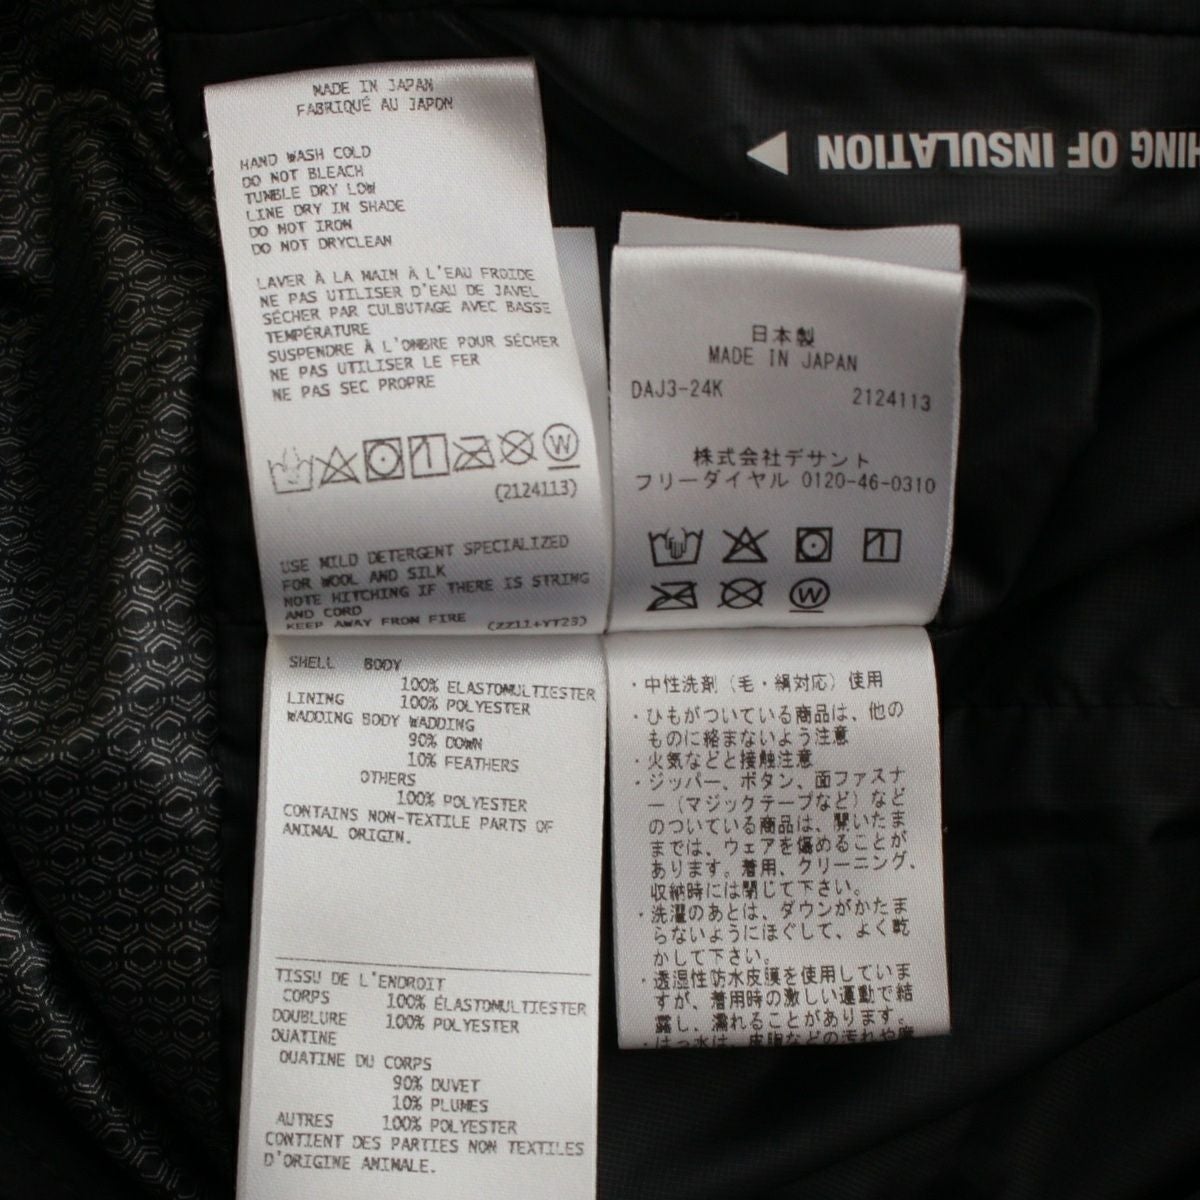 MADE IN JAPAN
FABRIQUÉ AU JAPON
HAND WASH COLD
DO NOT BLEACH
TUMBLE DRY LOW
LINE DRY IN SHADE
DO NOT IRON
DO NOT DRYCLEAN
LAVER À LA MAIN À L'EAU FROIDE
NE PAS UTILISER D'EAU DE JAVEL
SÉCHER PAR CULBUTAGE AVEC BASSE
TEMPÉRATURE
SUSPENDRE À L'OMBRE POUR SÉCHER
NE PAS UTILISER LE FER
NE PAS SEC PROPRE
W
(2124113)
USE MILD DETERGENT SPECIALIZED
FOR WOOL AND SILK
NOTE HITCHING IF THERE IS STRING
AND CORD
KEEP AWAY FROM FIRE (ZZ11+YT23)
SHELL BODY
100% ELASTOMULTIESTER
LINING 100% POLYESTER
WADDING BODY WADDING
90% DOWN
10% FEATHERS
OTHERS
100% POLYESTER
CONTAINS NON-TEXTILE PARTS OF
ANIMAL ORIGIN.
TISSU DE L'ENDROIT
CORPS 100% ÉLASTOMULTIESTER
DOUBLURE 100% POLYESTER
OUATINE
OUATINE DU CORPS
90% DUVET
10% PLUMES
AUTRES 100% POLYESTER
CONTIENT DES PARTIES NON TEXTILES
D'ORIGINE ANIMALE.
HING OF INSULATION
日本製
MADE IN JAPAN
DAJ3-24K 2124113
株式会社デサント
フリーダイヤル 0120-46-0310
W
・中性洗剤（毛・絹対応）使用
・ひもがついている商品は、他の
ものに絡まないよう注意
・火気などと接触注意
・ジッパー、ボタン、面ファスナ
ー（マジックテープなど）など
のついている商品は、開いたま
までは、ウェアを傷めることが
あります。着用、クリーニング、
収納時には閉じて下さい。
・洗濯のあとは、ダウンがかたま
らないようにほぐして、よく乾
かして下さい。
・透湿性防水皮膜を使用していま
すが、着用時の激しい運動で結
露し、濡れることがあります。
・はっ水は、皮脂などの汚れや